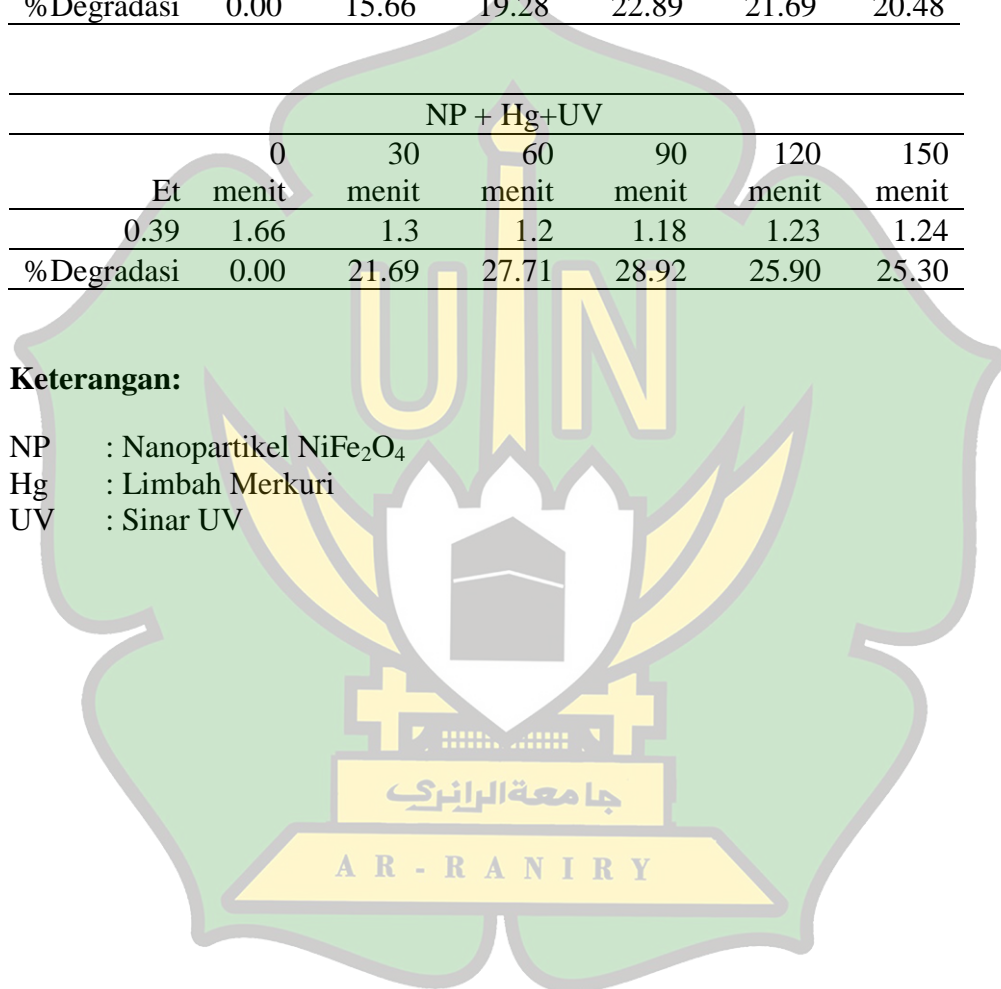 %Degradasi 0.00 15.66 19.28 22.89 21.69 20.48
NP + Hg+UV
0 30 60 90 120 150
Et menit menit menit menit menit menit
0.39 1.66 1.3 1.2 1.18 1.23 1.24
%Degradasi 0.00 21.69 27.71 28.92 25.90 25.30
UIN
Keterangan:
NP : Nanopartikel NiFe₂O₄
Hg : Limbah Merkuri
UV : Sinar UV
جامعة الرانري
AR-RANIRY